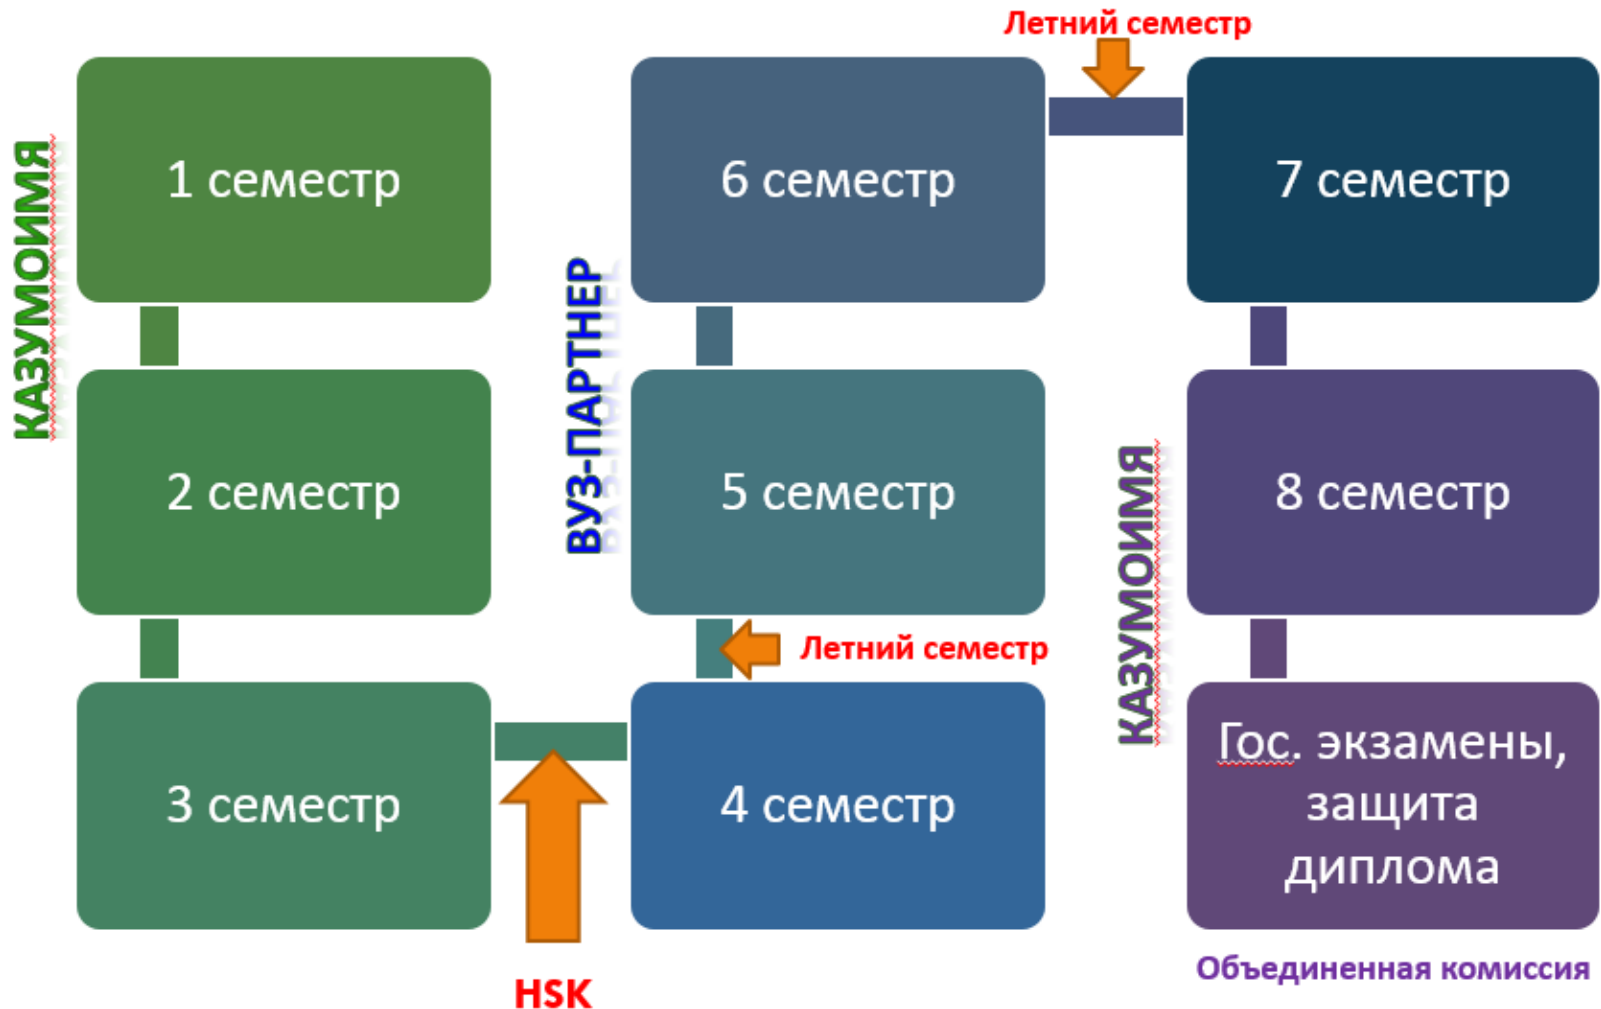 КАЗУМОИМЯ
1 семестр
2 семестр
3 семестр
HSK
ВУЗ-ПАРТНЕР
4 семестр
Летний семестр
5 семестр
6 семестр
Летний семестр
КАЗУМОИМЯ
7 семестр
8 семестр
Гос. экзамены,
защита
диплома
Объединенная комиссия